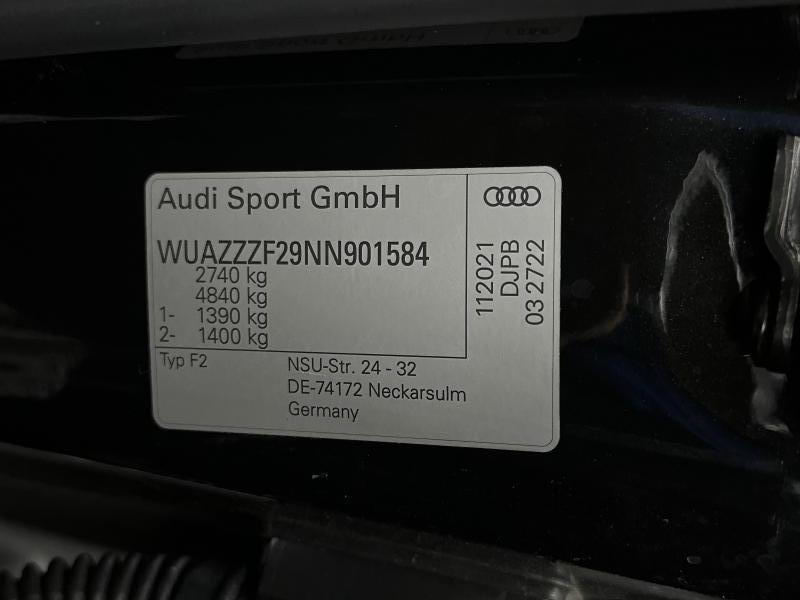 Audi Sport GmbH
WUAZZZF29NN901584
2740 kg
4840 kg
1- 1390 kg
2- 1400 kg
Typ F2
NSU-Str. 24 - 32
DE-74172 Neckarsulm
Germany
112021
DJPB
03 2722